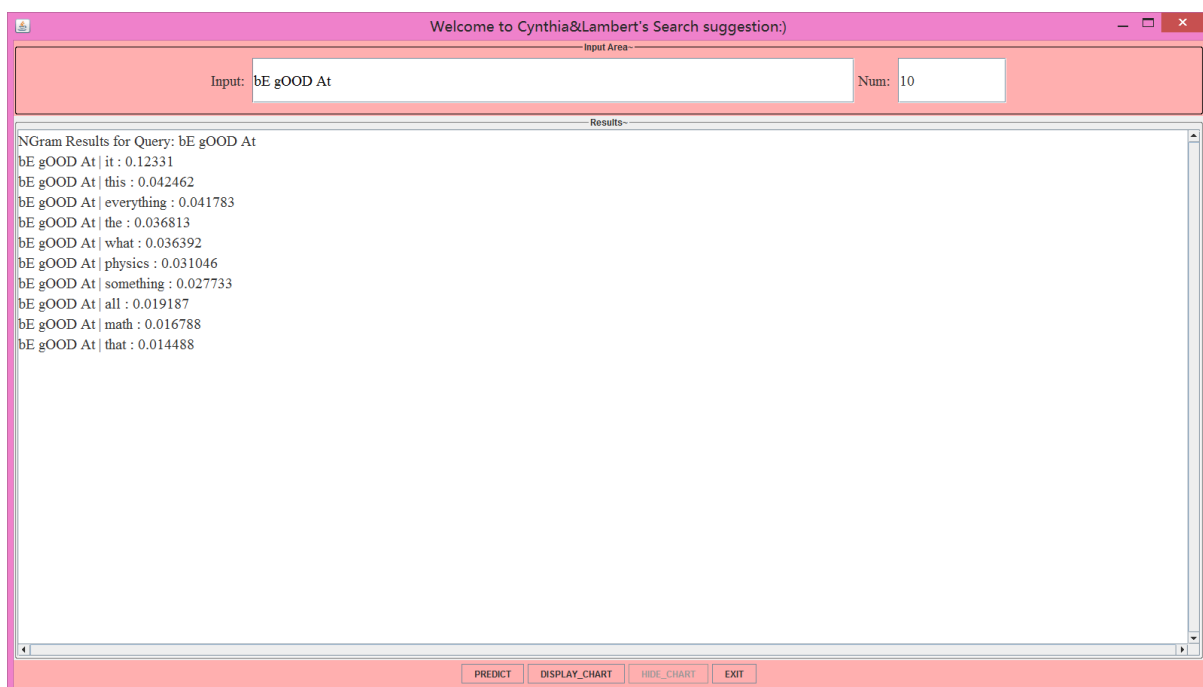 Welcome to Cynthia&Lambert's Search suggestion:)
Input Area~
Input: bE gOOD At Num: 10
Results~
NGram Results for Query: bE gOOD At
bE gOOD At | it : 0.12331
bE gOOD At | this : 0.042462
bE gOOD At | everything : 0.041783
bE gOOD At | the : 0.036813
bE gOOD At | what : 0.036392
bE gOOD At | physics : 0.031046
bE gOOD At | something : 0.027733
bE gOOD At | all : 0.019187
bE gOOD At | math : 0.016788
bE gOOD At | that : 0.014488
PREDICT DISPLAY_CHART HIDE_CHART EXIT